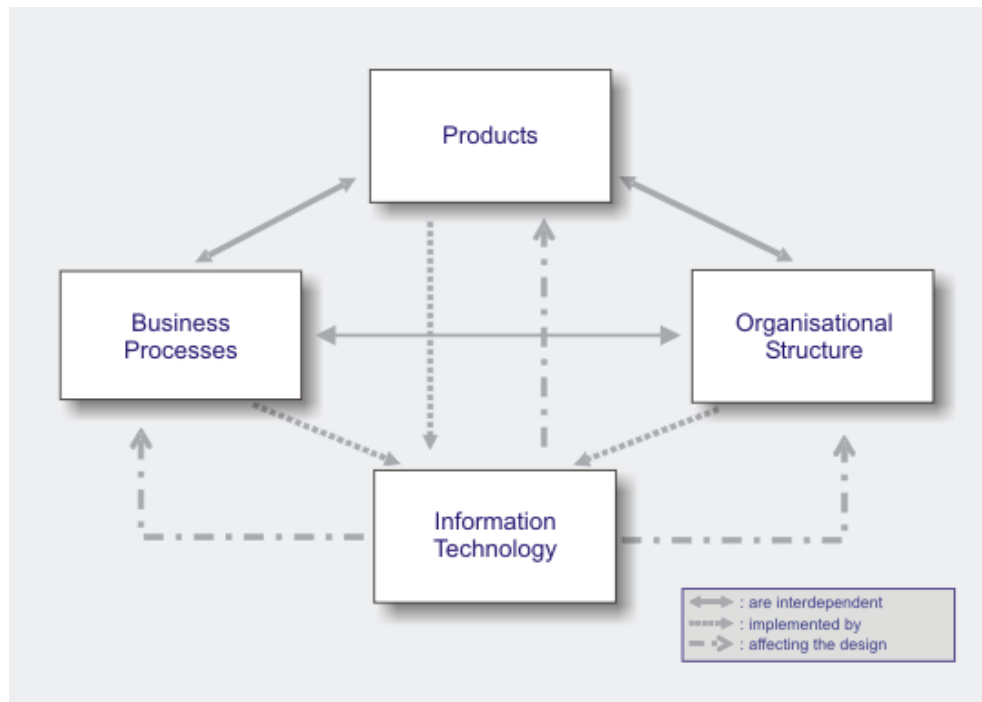 Products
Business
Processes
Organisational
Structure
Information
Technology
: are interdependent
: implemented by
: affecting the design